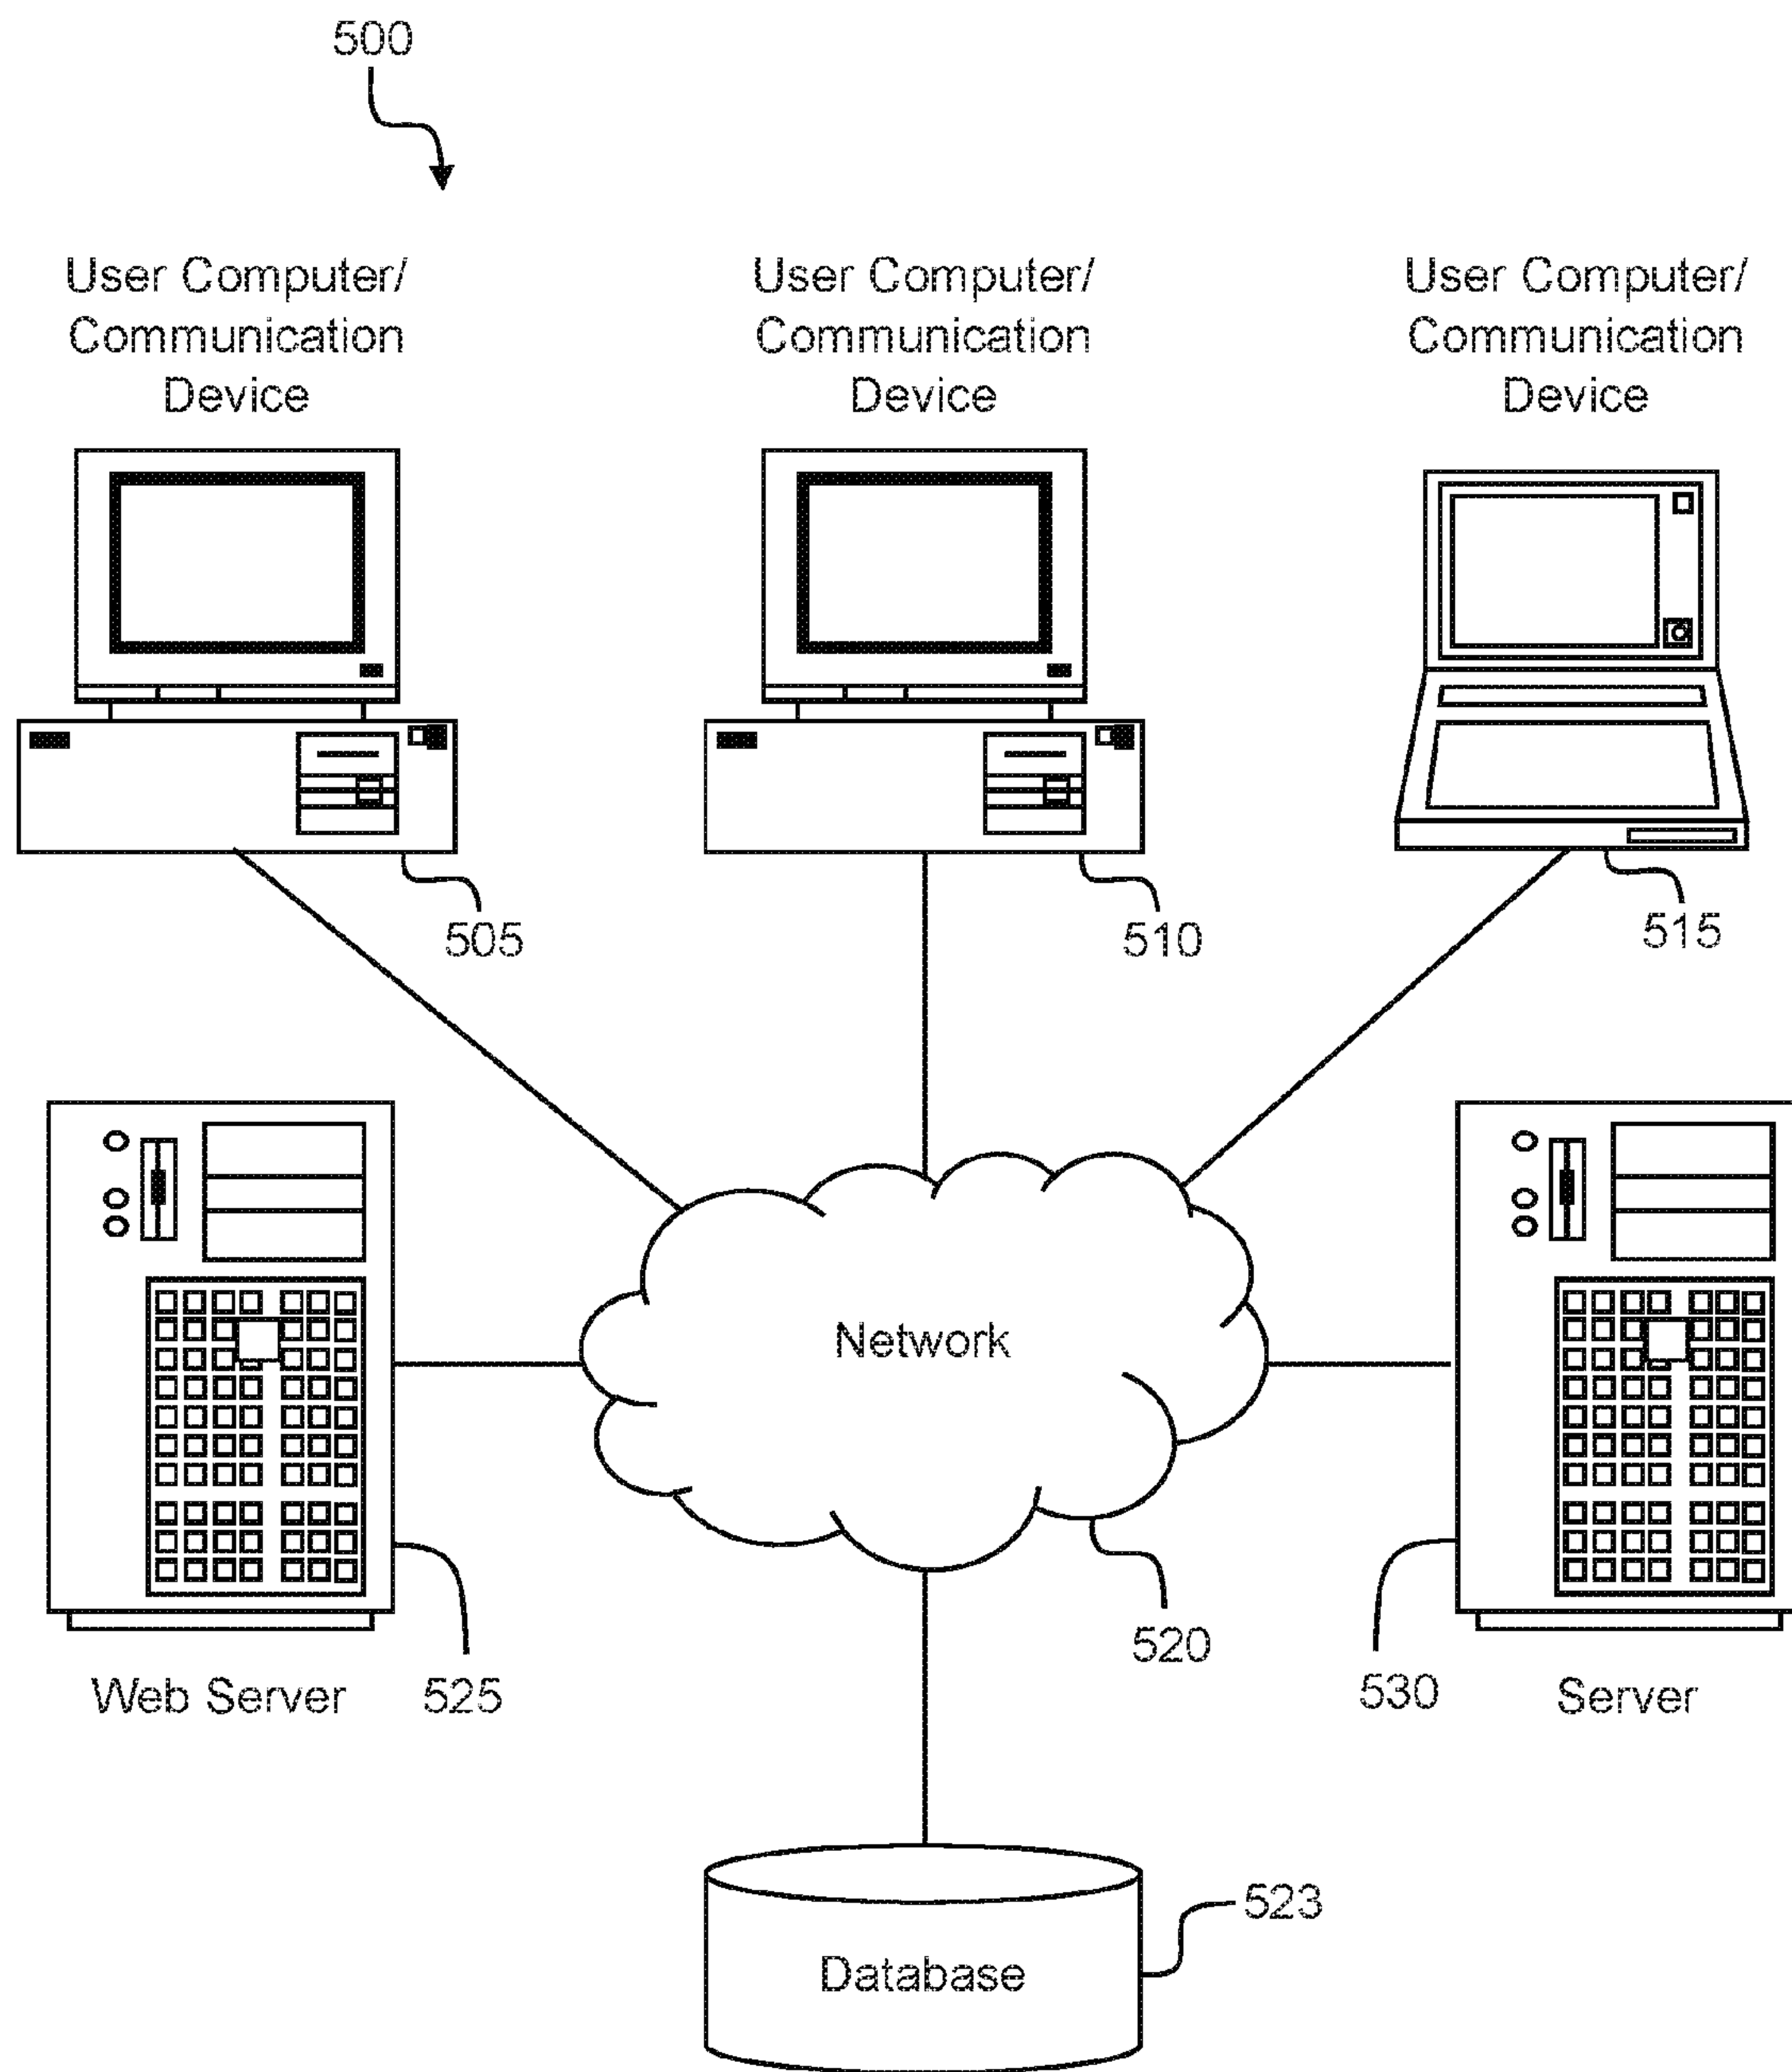 500
User Computer/
Communication
Device
User Computer/
Communication
Device
User Computer/
Communication
Device
505
510
515
Network
520
Web Server
525
530
Server
523
Database